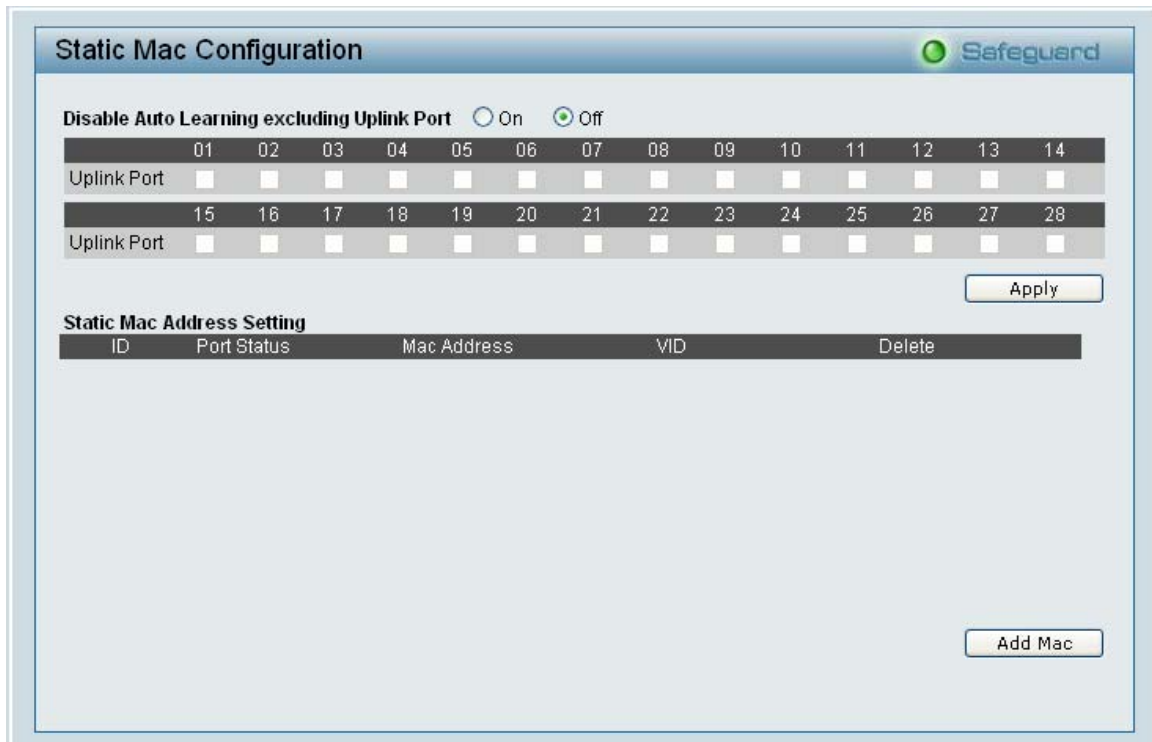 Static Mac Configuration
Safeguard
Disable Auto Learning excluding Uplink Port On Off
01 02 03 04 05 06 07 08 09 10 11 12 13 14
Uplink Port
15 16 17 18 19 20 21 22 23 24 25 26 27 28
Uplink Port
Apply
Static Mac Address Setting
ID Port Status Mac Address VID Delete
Add Mac